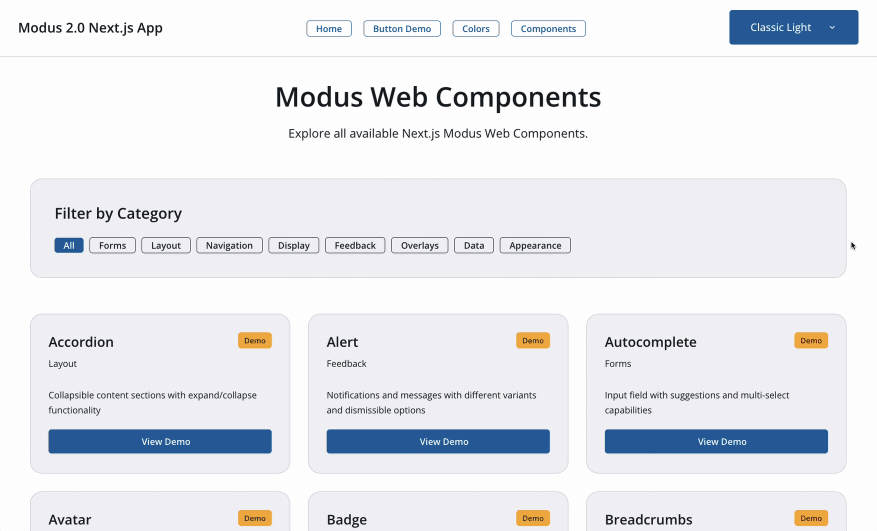 Modus 2.0 Next.js App
Home
Button Demo
Colors
Components
Classic Light
Modus Web Components
Explore all available Next.js Modus Web Components.
Filter by Category
All
Forms
Layout
Navigation
Display
Feedback
Overlays
Data
Appearance
Accordion
Demo
Layout
Collapsible content sections with expand/collapse
functionality
View Demo
Alert
Demo
Feedback
Notifications and messages with different variants
and dismissible options
View Demo
Autocomplete
Demo
Forms
Input field with suggestions and multi-select
capabilities
View Demo
Avatar
Demo
Badge
Demo
Breadcrumbs
Demo